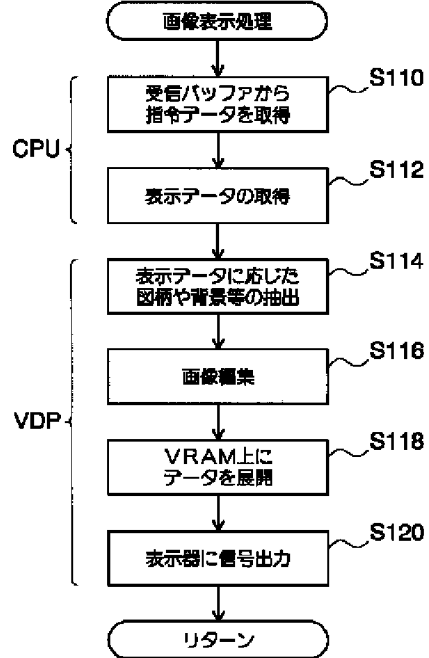 画像表示処理
S110
受信バッファから
指令データを取得
CPU
S112
表示データの取得
S114
表示データに応じた
図柄や背景等の抽出
S116
画像編集
VDP
S118
VRAM上に
データを展開
S120
表示器に信号出力
リターン